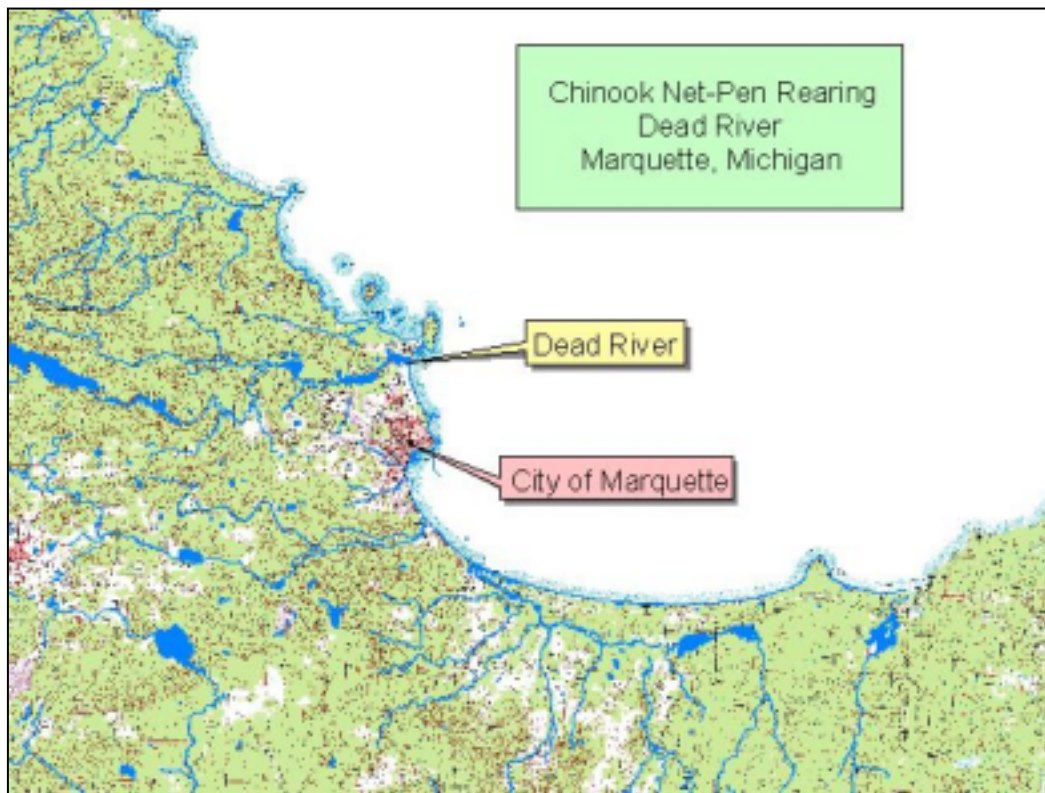 Chinook Net-Pen Rearing
Dead River
Marquette, Michigan
Dead River
City of Marquette